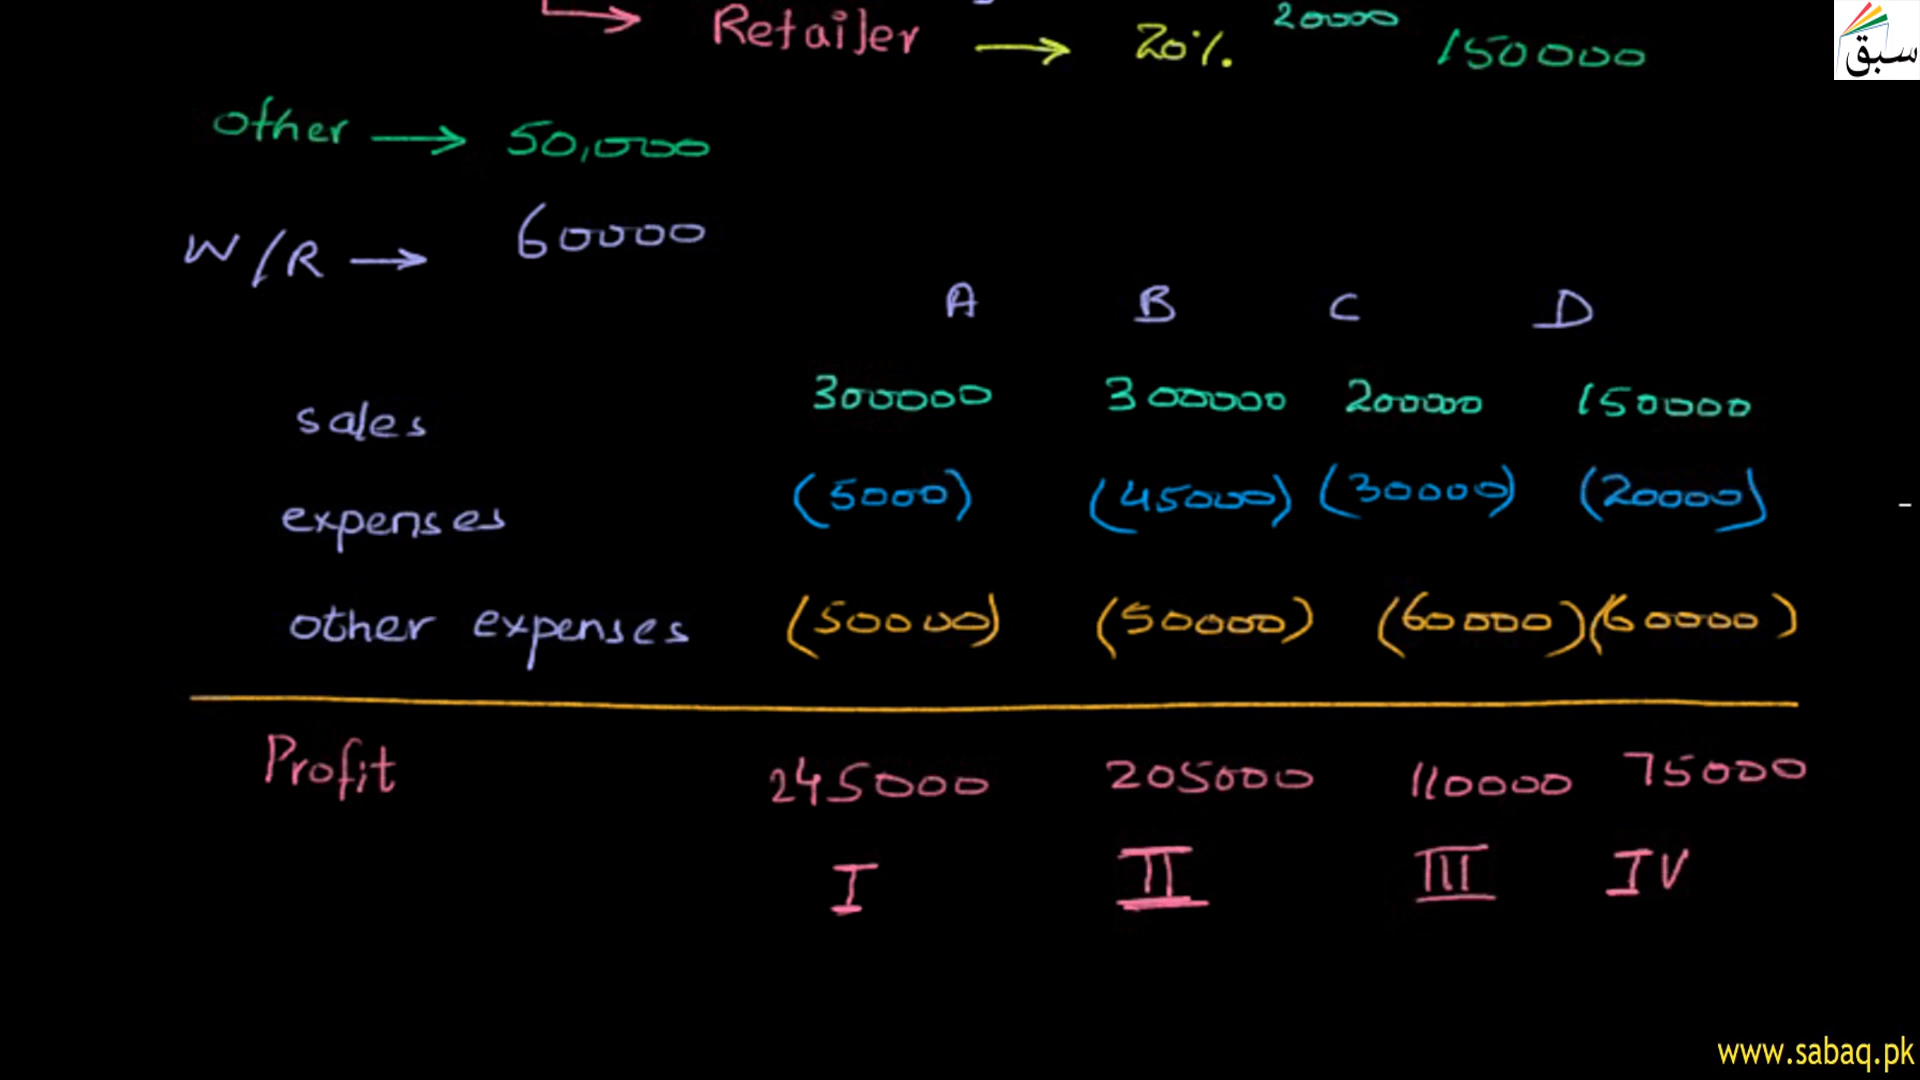 Retailer → 20% 20000 150000
سبق
other → 50,000
W/R → 60000
A B C D
sales 300000 300000 200000 150000
expenses (5000) (45000) (30000) (20000)
other expenses (50000) (50000) (60000) (60000)
Profit 245000 205000 110000 75000
I II III IV
www.sabaq.pk